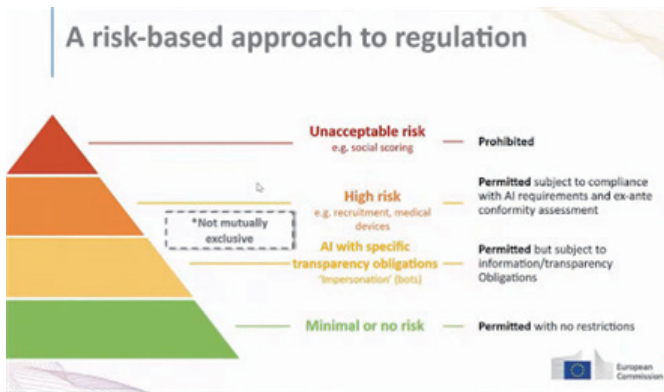 A risk-based approach to regulation
Unacceptable risk
e.g. social scoring
Prohibited
High risk
e.g. recruitment, medical
devices
Permitted subject to compliance
with AI requirements and ex-ante
conformity assessment
*Not mutually
exclusive
AI with specific
transparency obligations
'Impersonation' (bots)
Permitted but subject to
information/transparency
Obligations
Minimal or no risk
Permitted with no restrictions
European
Commission